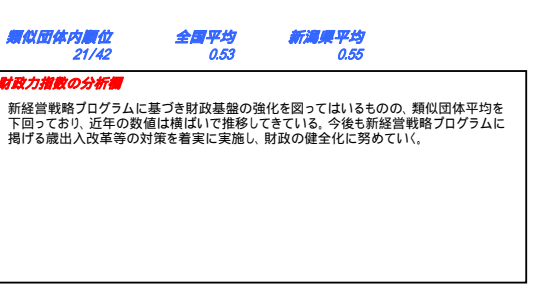 類似団体内順位 全国平均 新潟県平均
21/42 0.53 0.55
財政力指数の分析欄
新経営戦略プログラムに基づき財政基盤の強化を図ってはいるものの、類似団体平均を
下回っており、近年の数値は横ばいで推移してきている。今後も新経営戦略プログラムに
掲げる歳出入改革等の対策を着実に実施し、財政の健全化に努めていく。